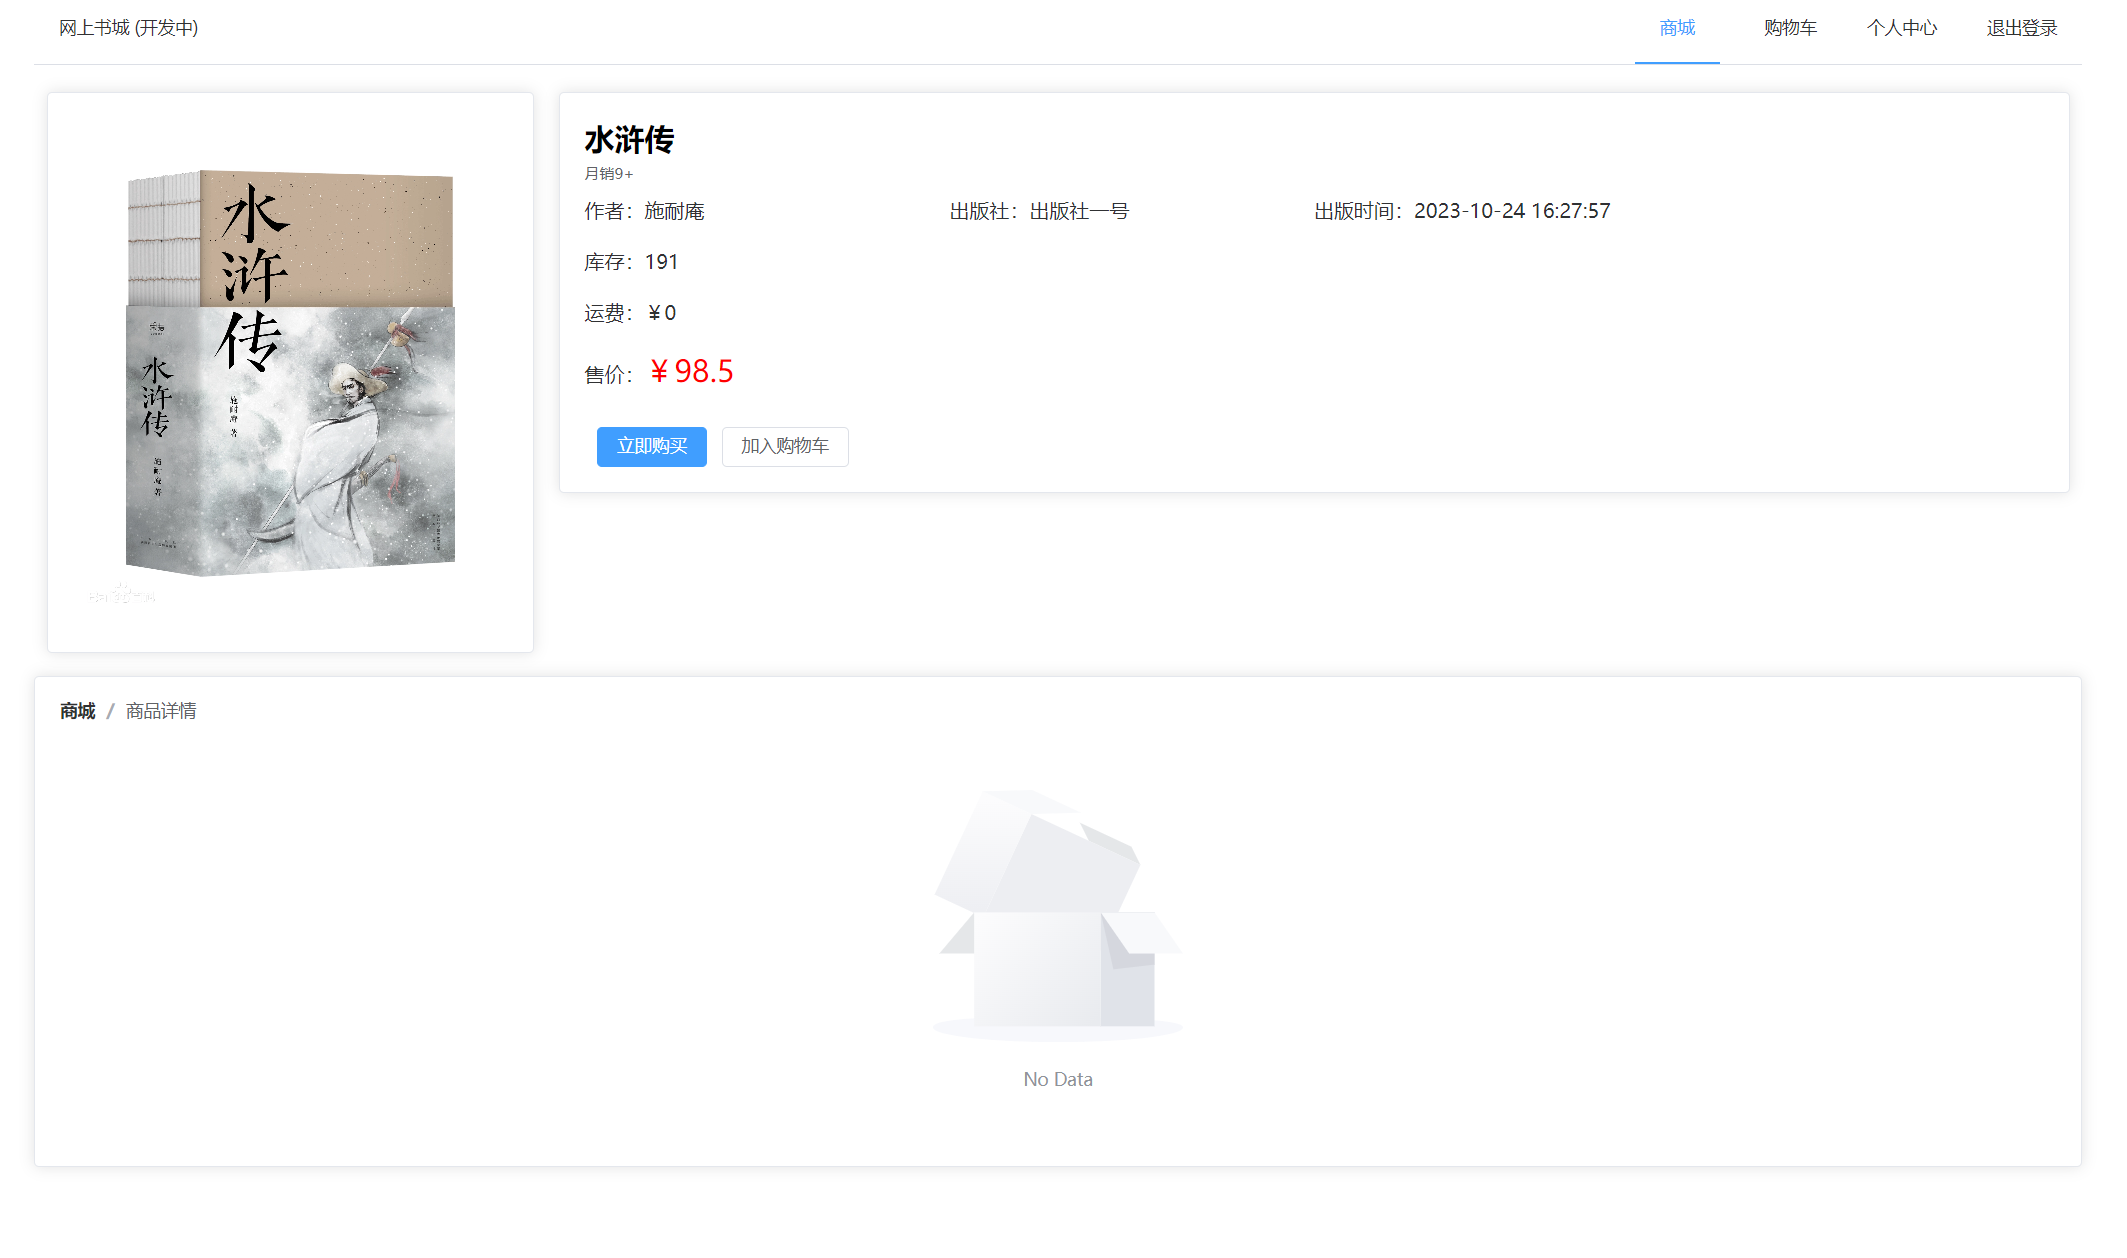 网上书城 (开发中)
商城
购物车
个人中心
退出登录
水浒传
水浒传
施耐庵 著
施耐庵 著
水浒传
月销9+
作者：施耐庵
出版社：出版社一号
出版时间：2023-10-24 16:27:57
库存：191
运费：￥0
售价：￥98.5
立即购买
加入购物车
商城 / 商品详情
No Data